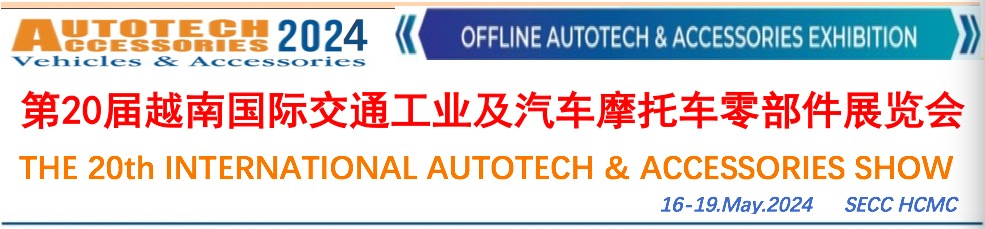 AUTOTECH
ACCESSORIES 2024
Vehicles & Accessories
OFFLINE AUTOTECH & ACCESSORIES EXHIBITION
第20届越南国际交通工业及汽车摩托车零部件展览会
THE 20th INTERNATIONAL AUTOTECH & ACCESSORIES SHOW
16-19.May.2024 SECC HCMC